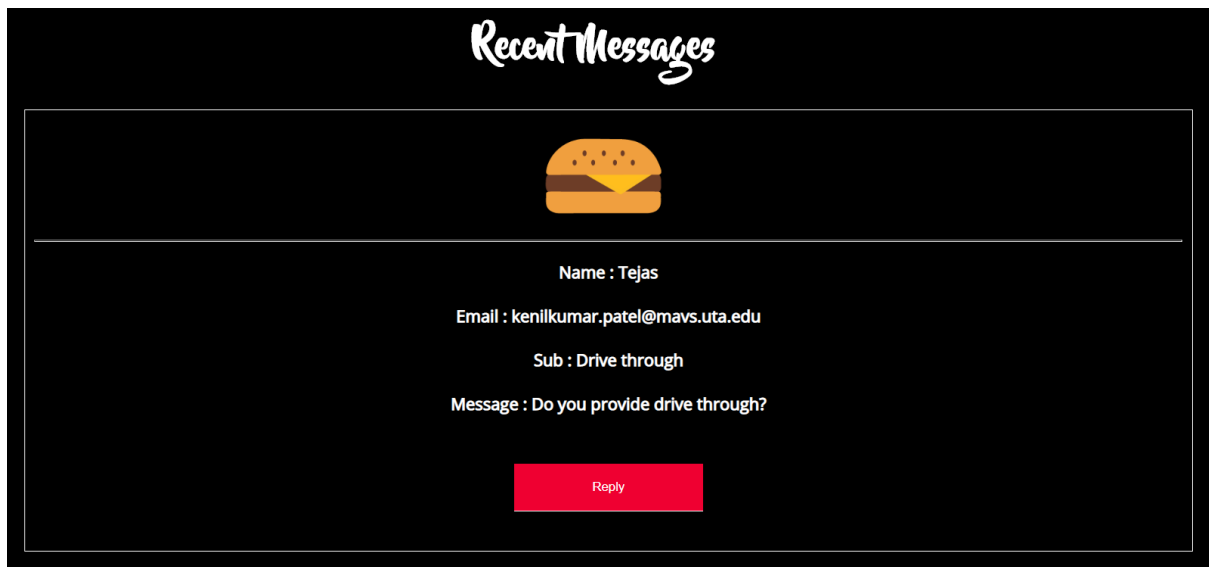 Recent Messages
Name : Tejas
Email : kenilkumar.patel@mavs.uta.edu
Sub : Drive through
Message : Do you provide drive through?
Reply